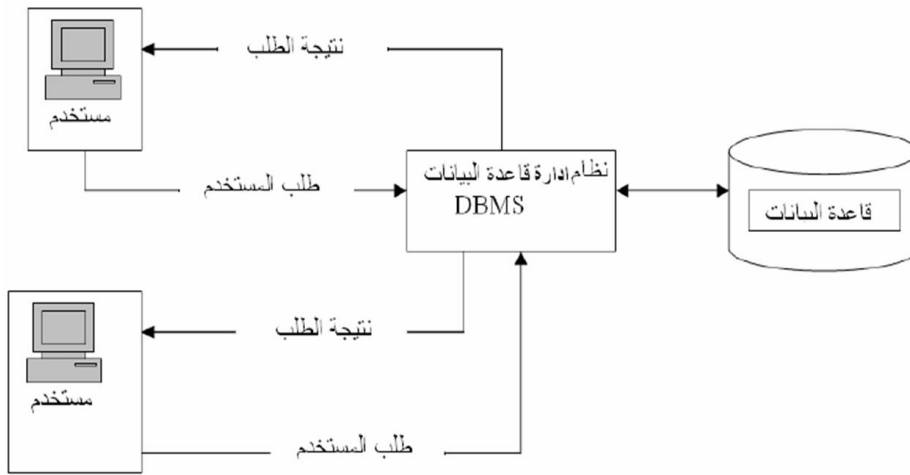 نتيجة الطلب
مستخدم
طلب المستخدم
نظام ادارة قاعدة البيانات
DBMS
قاعدة البيانات
نتيجة الطلب
مستخدم
طلب المستخدم